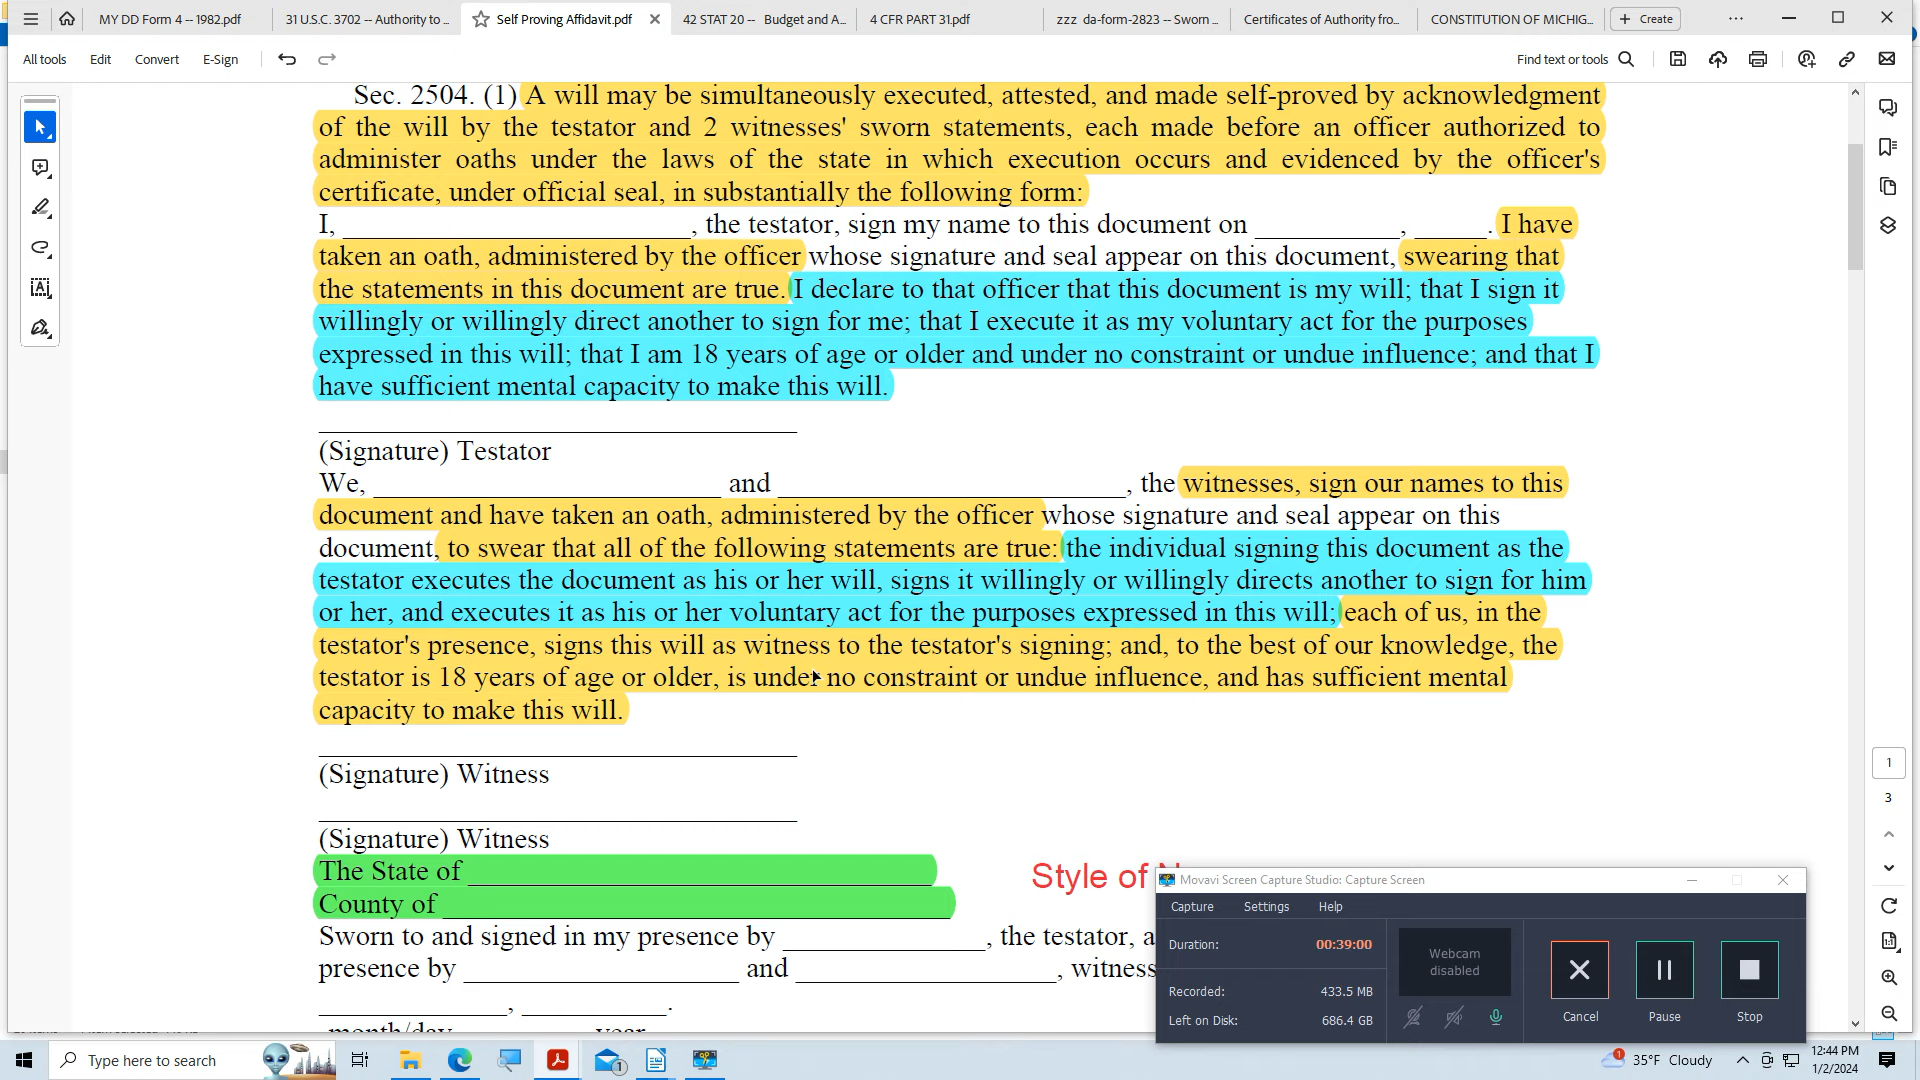 MY DD Form 4 -- 1982.pdf
31 U.S.C. 3702 -- Authority to ...
Self Proving Affidavit.pdf
42 STAT 20 -- Budget and A...
4 CFR PART 31.pdf
zzz da-form-2823 -- Sworn ...
Certificates of Authority fro...
CONSTITUTION OF MICHIG...
Create
All tools
Edit
Convert
E-Sign
Find text or tools
Sec. 2504. (1) A will may be simultaneously executed, attested, and made self-proved by acknowledgment
of the will by the testator and 2 witnesses' sworn statements, each made before an officer authorized to
administer oaths under the laws of the state in which execution occurs and evidenced by the officer's
certificate, under official seal, in substantially the following form:
I, ________________________, the testator, sign my name to this document on __________, _____. I have
taken an oath, administered by the officer whose signature and seal appear on this document, swearing that
the statements in this document are true. I declare to that officer that this document is my will; that I sign it
willingly or willingly direct another to sign for me; that I execute it as my voluntary act for the purposes
expressed in this will; that I am 18 years of age or older and under no constraint or undue influence; and that I
have sufficient mental capacity to make this will.
_________________________________
(Signature) Testator
We, ________________________ and ________________________, the witnesses, sign our names to this
document and have taken an oath, administered by the officer whose signature and seal appear on this
document, to swear that all of the following statements are true: the individual signing this document as the
testator executes the document as his or her will, signs it willingly or willingly directs another to sign for him
or her, and executes it as his or her voluntary act for the purposes expressed in this will; each of us, in the
testator's presence, signs this will as witness to the testator's signing; and, to the best of our knowledge, the
testator is 18 years of age or older, is under no constraint or undue influence, and has sufficient mental
capacity to make this will.
_________________________________
(Signature) Witness
_________________________________
(Signature) Witness
The State of ________________________________
County of ___________________________________
Style of
Sworn to and signed in my presence by ______________, the testator, a
presence by ___________________ and __________________, witness
_______________, __________.
month/day ________ year
1
3
Movavi Screen Capture Studio: Capture Screen
Capture
Settings
Help
Duration:
00:39:00
Recorded:
433.5 MB
Left on Disk:
686.4 GB
Webcam
disabled
Cancel
Pause
Stop
Type here to search
1
1
35°F Cloudy
12:44 PM
1/2/2024